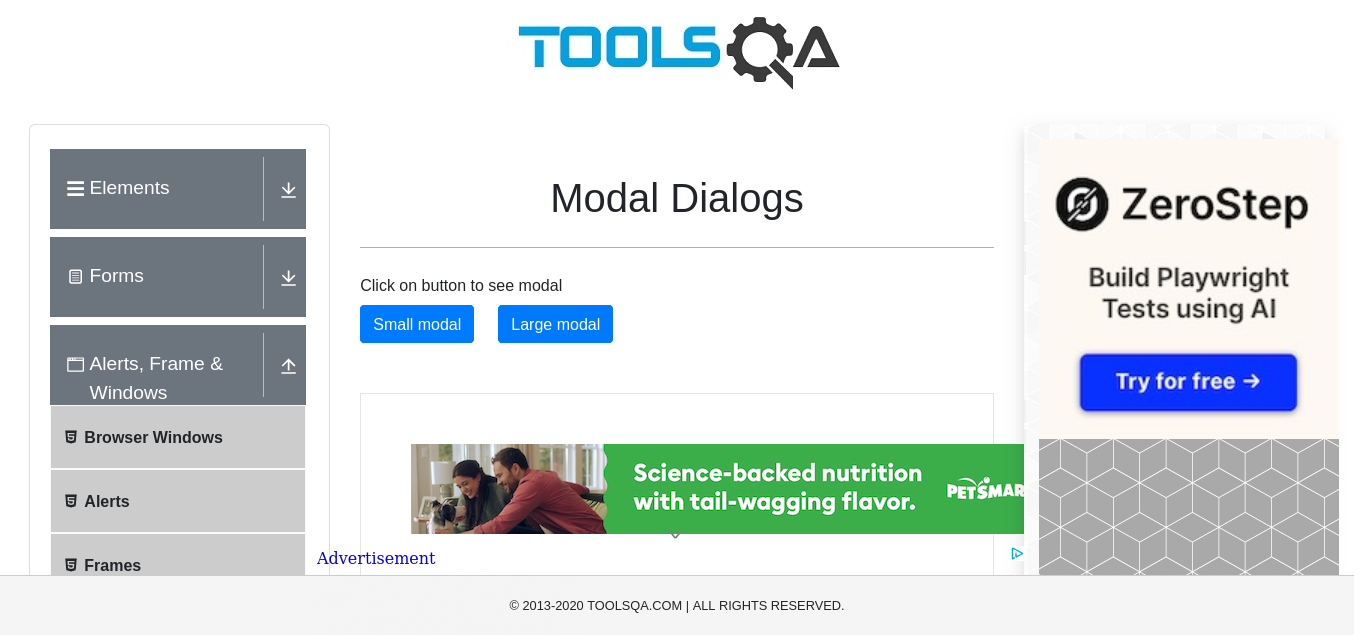 TOOLSQA
Elements
Forms
Alerts, Frame &
Windows
Browser Windows
Alerts
Frames
Modal Dialogs
Click on button to see modal
Small modal
Large modal
Science-backed nutrition
with tail-wagging flavor.
PETSMAR
Advertisement
ZeroStep
Build Playwright
Tests using AI
Try for free →
© 2013-2020 TOOLSQA.COM | ALL RIGHTS RESERVED.